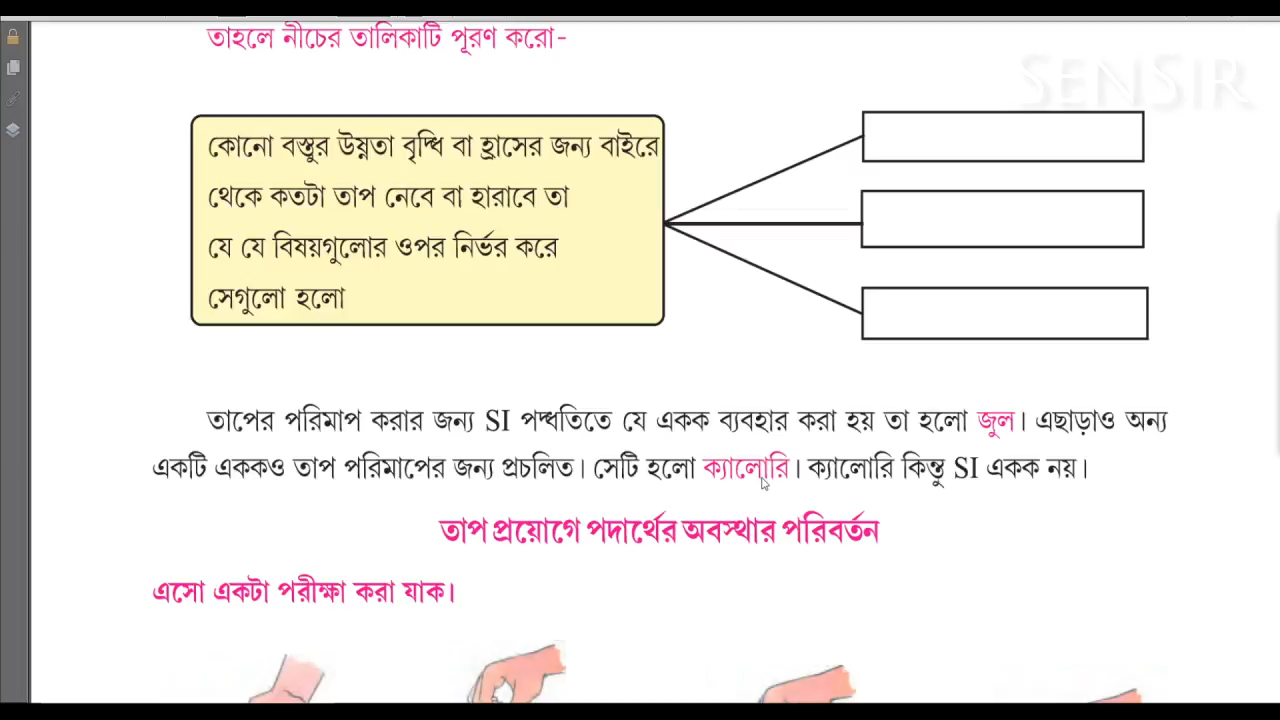 তাহলে নীচের তালিকাটি পূরণ করো-
SENSIR
কোনো বস্তুর উষ্ণতা বৃদ্ধি বা হ্রাসের জন্য বাইরে
থেকে কতটা তাপ নেবে বা হারাবে তা
যে যে বিষয়গুলোর ওপর নির্ভর করে
সেগুলো হলো
তাপের পরিমাপ করার জন্য SI পদ্ধতিতে যে একক ব্যবহার করা হয় তা হলো জুল। এছাড়াও অন্য
একটি এককও তাপ পরিমাপের জন্য প্রচলিত। সেটি হলো ক্যালোরি। ক্যালোরি কিন্তু SI একক নয়।
তাপ প্রয়োগে পদার্থের অবস্থার পরিবর্তন
এসো একটা পরীক্ষা করা যাক।